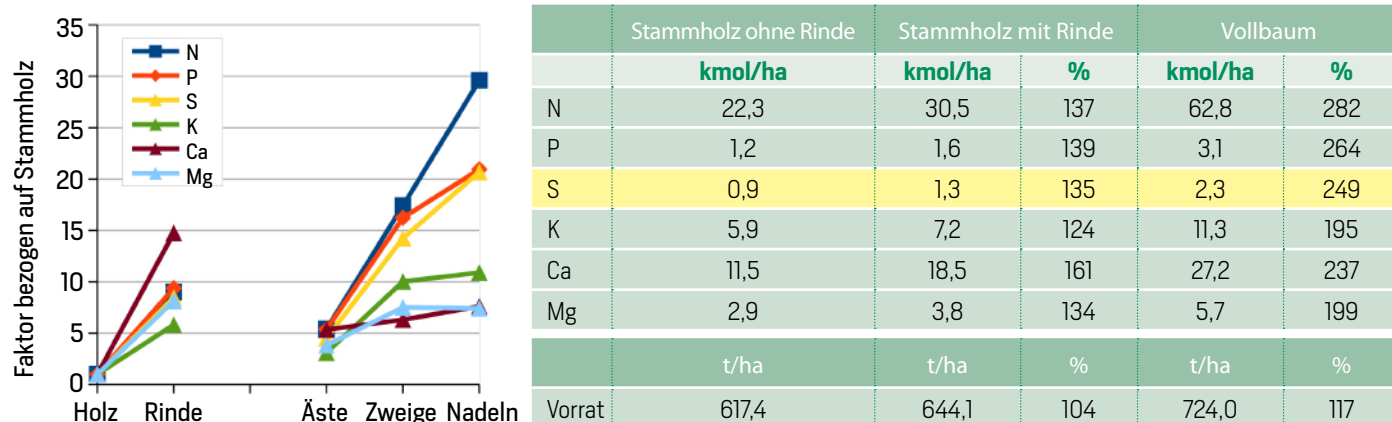 Faktor bezogen auf Stammholz
35
30
25
20
15
10
5
0
N
P
S
K
Ca
Mg
Holz Rinde Äste Zweige Nadeln
Stammholz ohne Rinde Stammholz mit Rinde Vollbaum
kmol/ha kmol/ha % kmol/ha %
N 22,3 30,5 137 62,8 282
P 1,2 1,6 139 3,1 264
S 0,9 1,3 135 2,3 249
K 5,9 7,2 124 11,3 195
Ca 11,5 18,5 161 27,2 237
Mg 2,9 3,8 134 5,7 199
t/ha t/ha % t/ha %
Vorrat 617,4 644,1 104 724,0 117